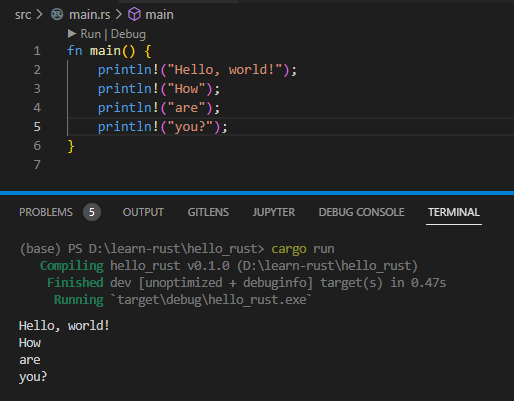 src > main.rs > main
Run | Debug
1 fn main() {
2     println!("Hello, world!");
3     println!("How");
4     println!("are");
5     println!("you?");
6 }
7
PROBLEMS 5 OUTPUT GITLENS JUPYTER DEBUG CONSOLE TERMINAL
(base) PS D:\learn-rust\hello_rust> cargo run
   Compiling hello_rust v0.1.0 (D:\learn-rust\hello_rust)
    Finished dev [unoptimized + debuginfo] target(s) in 0.47s
     Running `target\debug\hello_rust.exe`
Hello, world!
How
are
you?